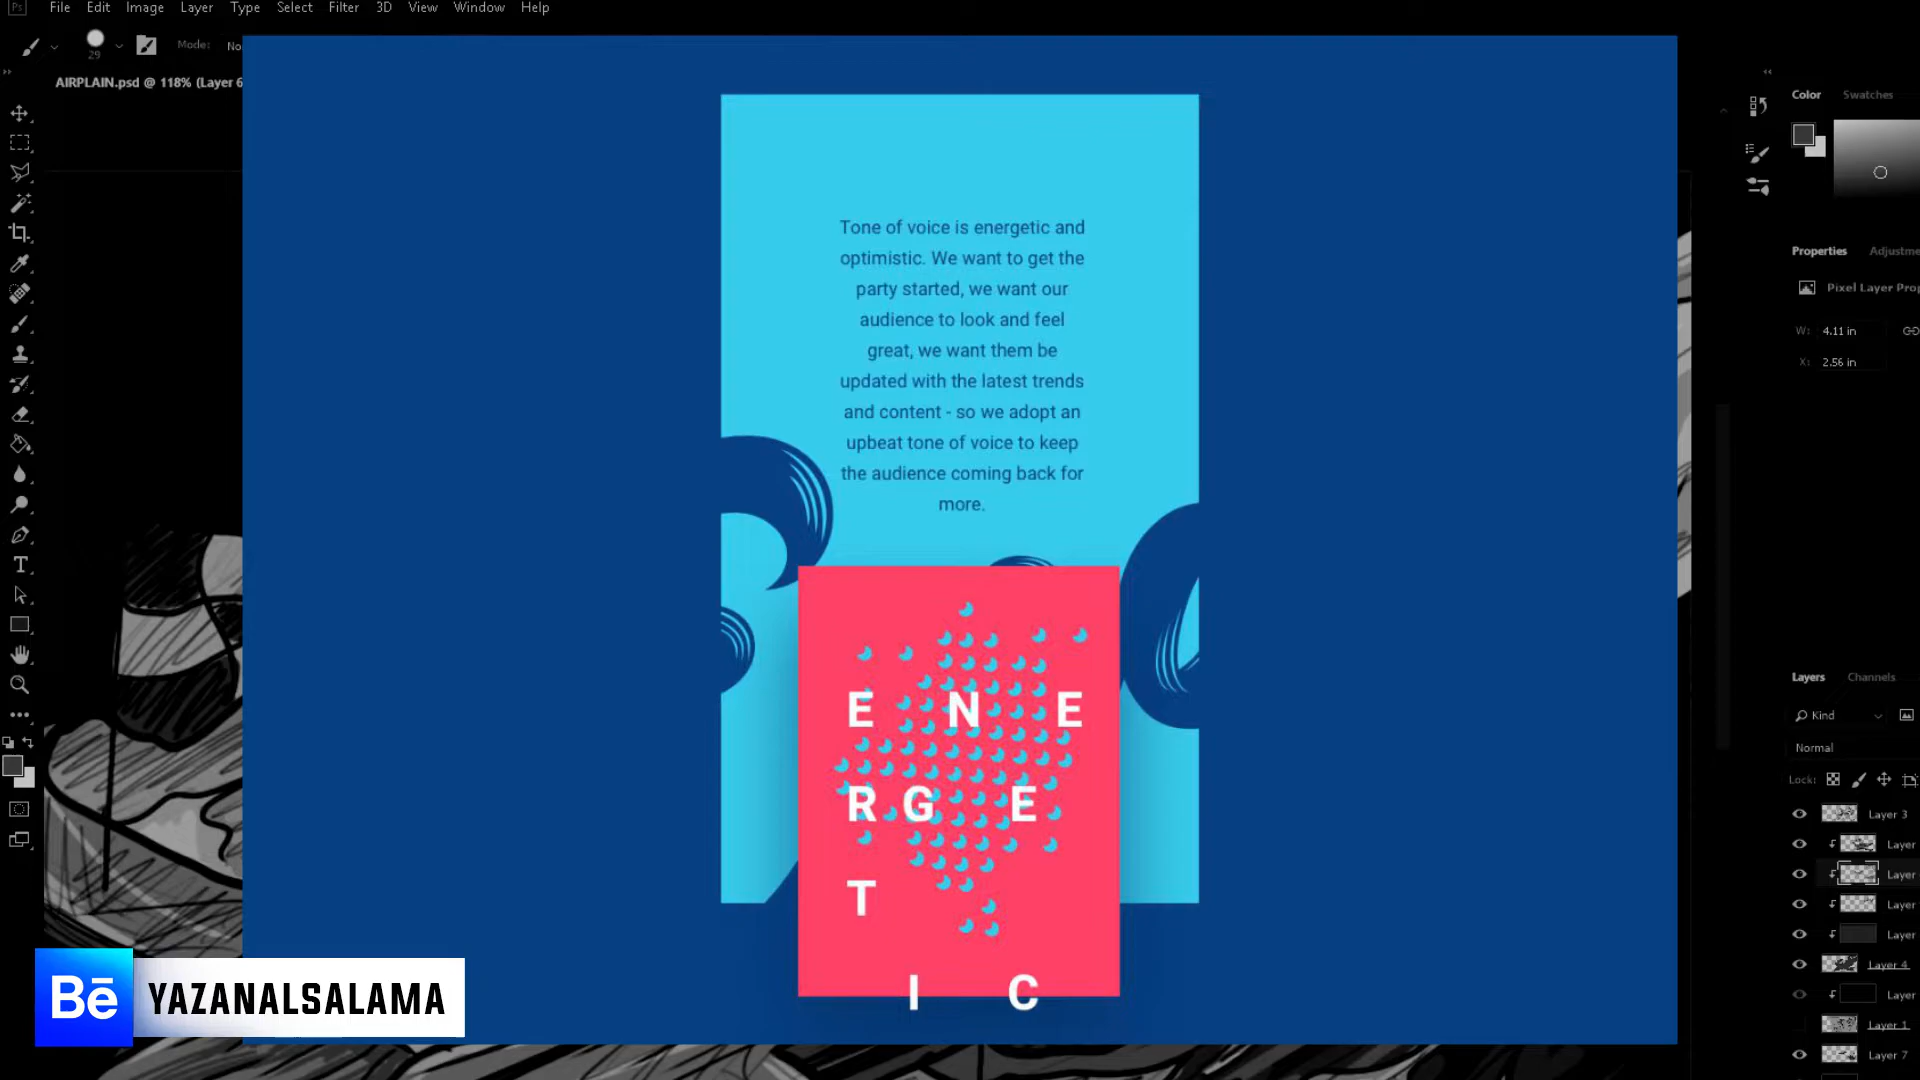 Ps File Edit Image Layer Type Select Filter 3D View Window Help
29 Mode: No
AIRPLAIN.psd @ 118% (Layer 6
Color Swatches
Tone of voice is energetic and
optimistic. We want to get the
party started, we want our
audience to look and feel
great, we want them be
updated with the latest trends
and content - so we adopt an
upbeat tone of voice to keep
the audience coming back for
more.
E N E
R G E
T
I C
Bē YAZANALSALAMA
Properties Adjustme
Pixel Layer Prop
W: 4.11 in
X: 2.56 in
Layers Channels
Kind
Normal
Lock:
Layer 3
Layer
Layer
Layer
Layer
Layer 4
Layer
Layer 1
Layer 7